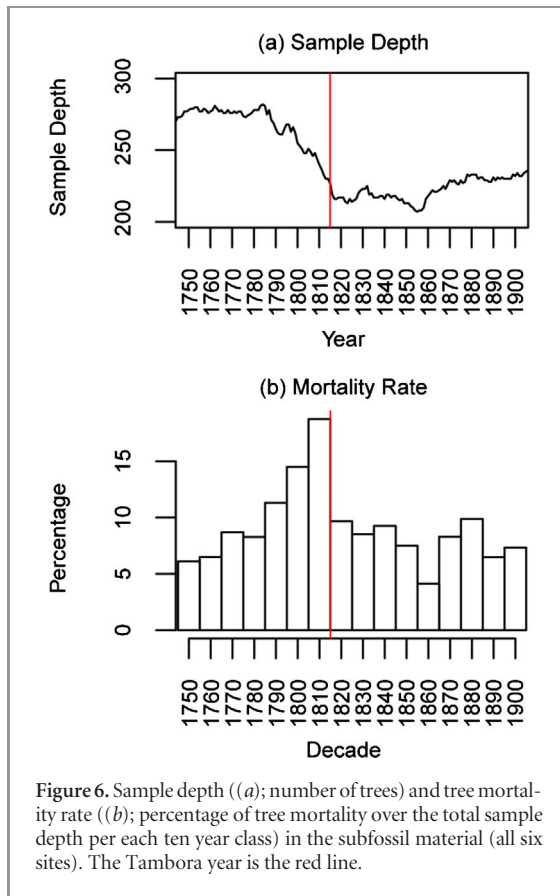 (a) Sample Depth
Sample Depth
300
250
200
1750 1760 1770 1780 1790 1800 1810 1820 1830 1840 1850 1860 1870 1880 1890 1900
Year
(b) Mortality Rate
Percentage
15
10
5
0
1750 1760 1770 1780 1790 1800 1810 1820 1830 1840 1850 1860 1870 1880 1890 1900
Decade
Figure 6. Sample depth ((a); number of trees) and tree mortal-
ity rate ((b); percentage of tree mortality over the total sample
depth per each ten year class) in the subfossil material (all six
sites). The Tambora year is the red line.